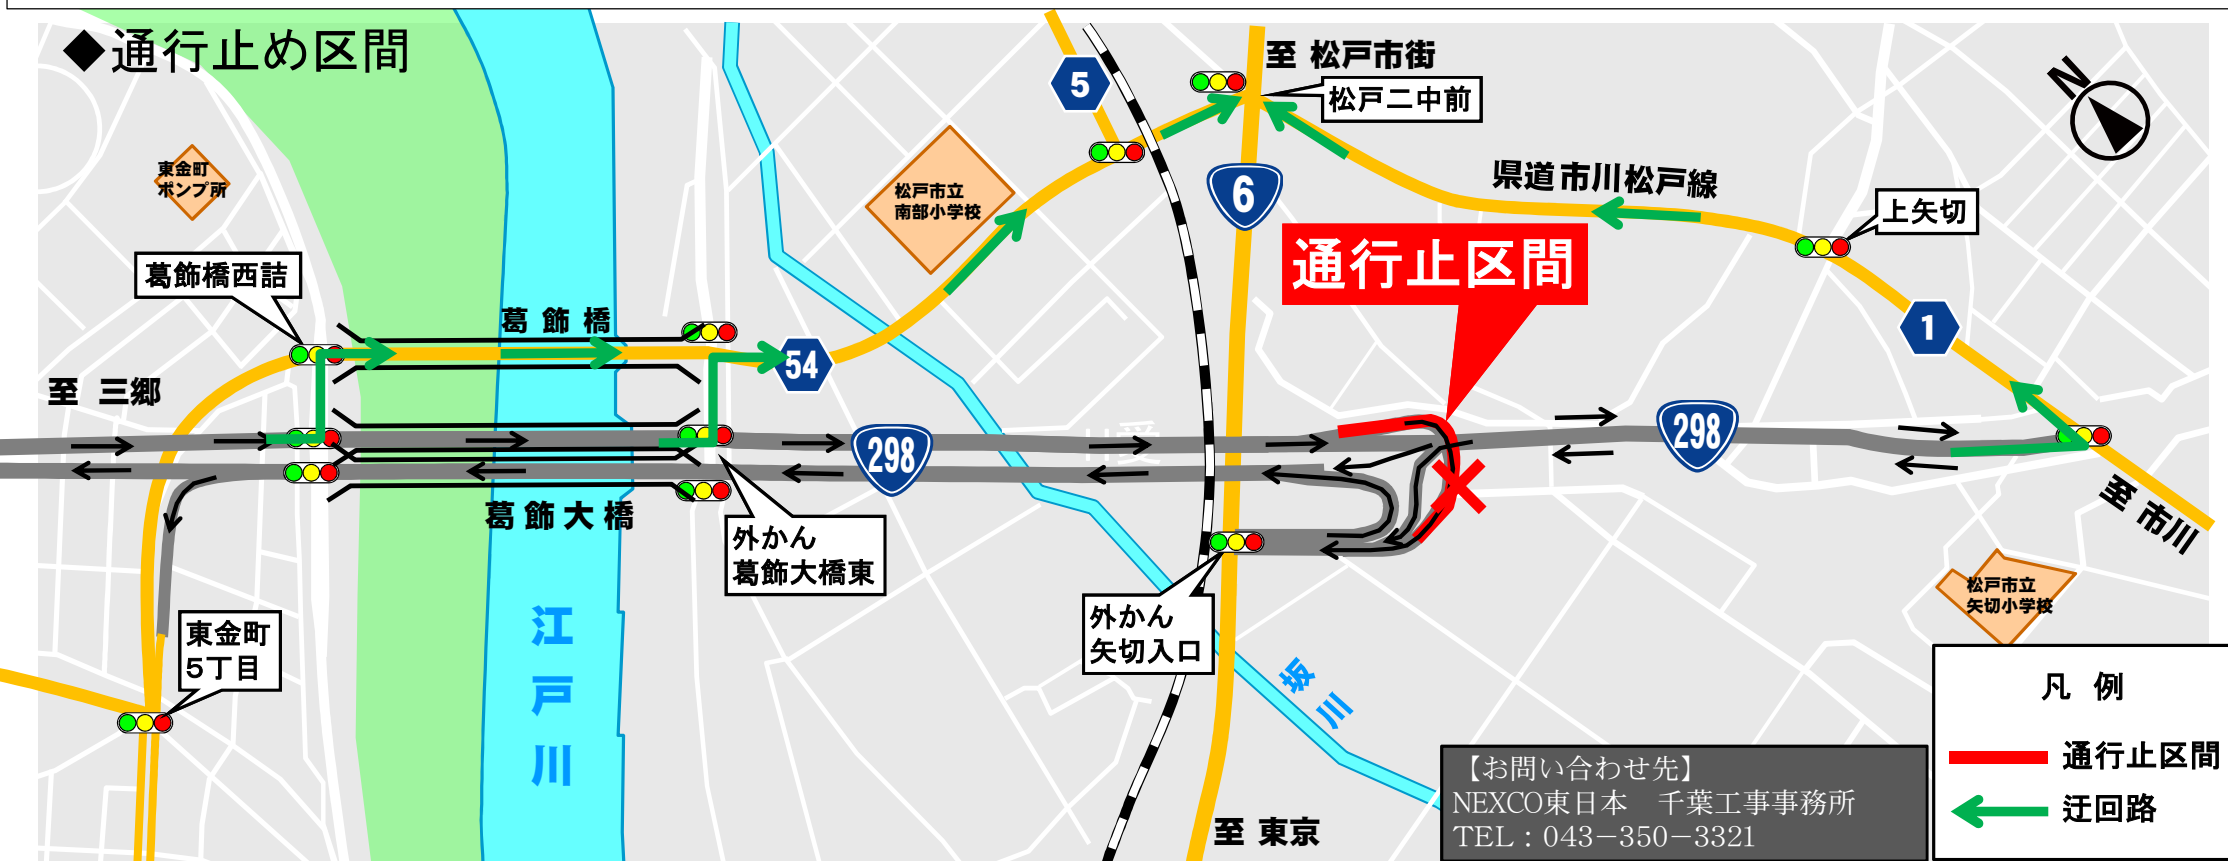 ◆通行止め区間
至 松戸市街
松戸二中前
N
5
6
県道市川松戸線
上矢切
東金町
ポンプ所
松戸市立
南部小学校
通行止区間
葛飾橋西詰
葛飾橋
54
1
至 三郷
298
298
葛飾大橋
外かん
葛飾大橋東
至 市川
外かん
矢切入口
松戸市立
矢切小学校
東金町
5丁目
江戸川
坂川
至 東京
【お問い合わせ先】
NEXCO東日本　千葉工事事務所
TEL：043－350－3321
凡 例
通行止区間
迂回路